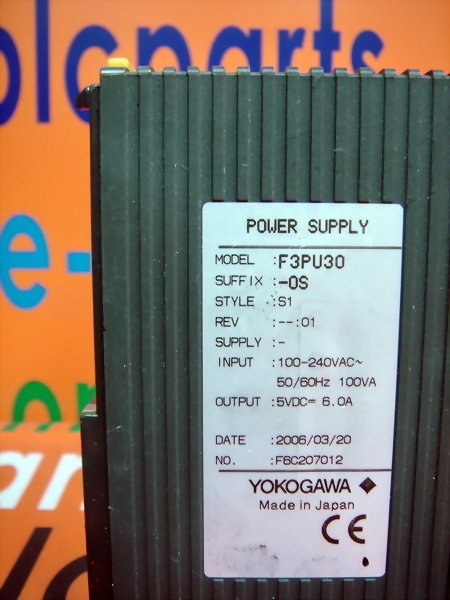 plcparts
e-
POWER SUPPLY
MODEL : F3PU30
SUFFIX :-0S
STYLE :S1
REV :--:01
SUPPLY :-
INPUT :100-240VAC~
50/60Hz 100VA
OUTPUT :5VDC⎓ 6.0A
DATE :2006/03/20
NO. :F6C207012
YOKOGAWA
Made in Japan
CE